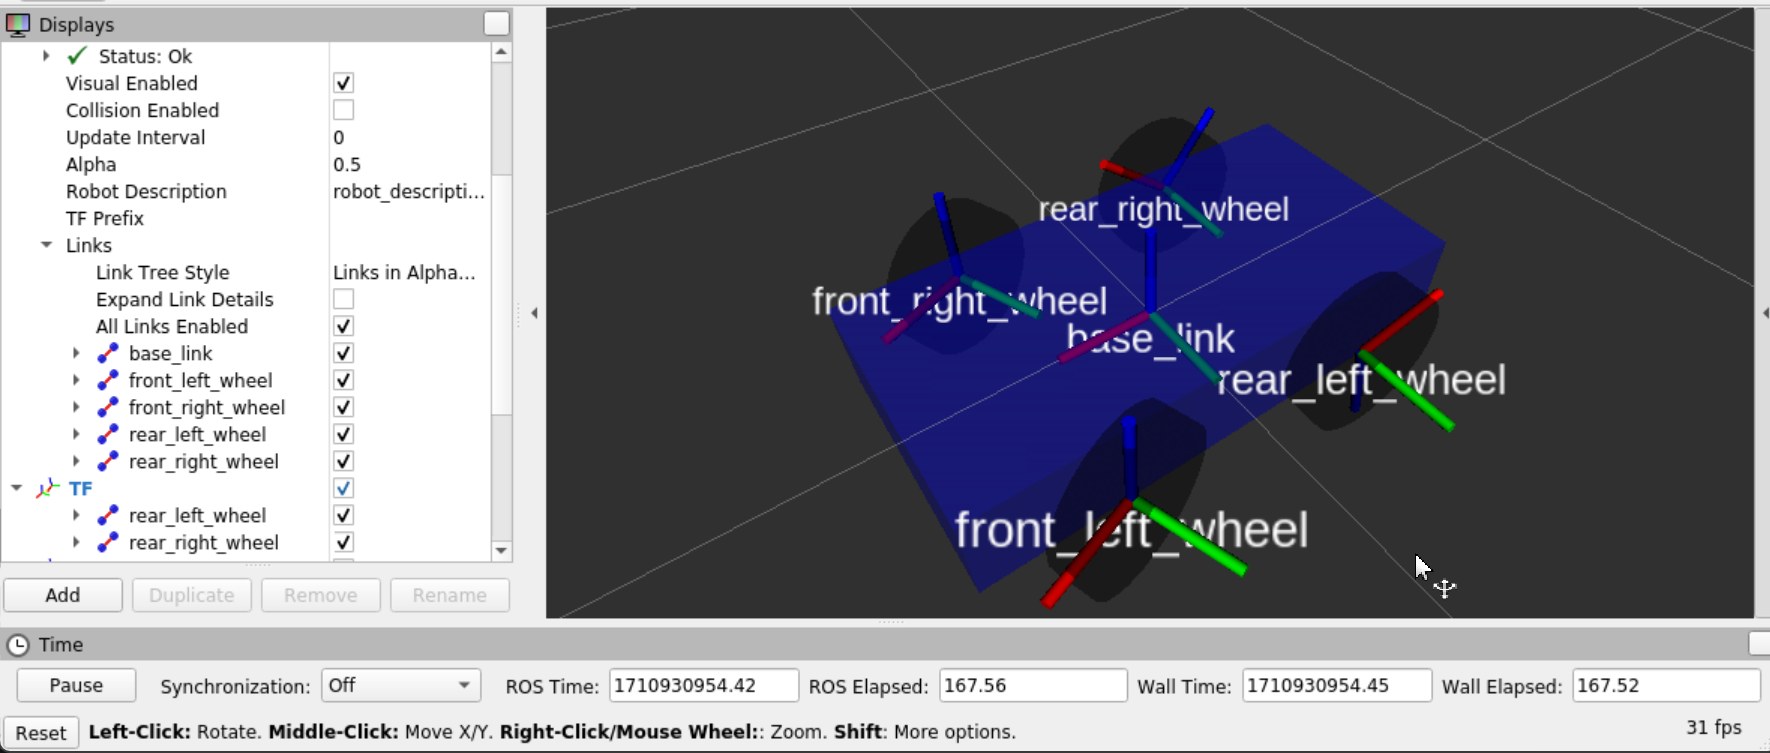 Displays
Status: Ok
Visual Enabled
Collision Enabled
Update Interval 0
Alpha 0.5
Robot Description robot_descripti...
TF Prefix
Links
Link Tree Style Links in Alpha...
Expand Link Details
All Links Enabled
base_link
front_left_wheel
front_right_wheel
rear_left_wheel
rear_right_wheel
TF
rear_left_wheel
rear_right_wheel
Add Duplicate Remove Rename
rear_right_wheel
front_right_wheel
base_link
rear_left_wheel
front_left_wheel
Time
Pause Synchronization: Off ROS Time: 1710930954.42 ROS Elapsed: 167.56 Wall Time: 1710930954.45 Wall Elapsed: 167.52
Reset Left-Click: Rotate. Middle-Click: Move X/Y. Right-Click/Mouse Wheel:: Zoom. Shift: More options. 31 fps